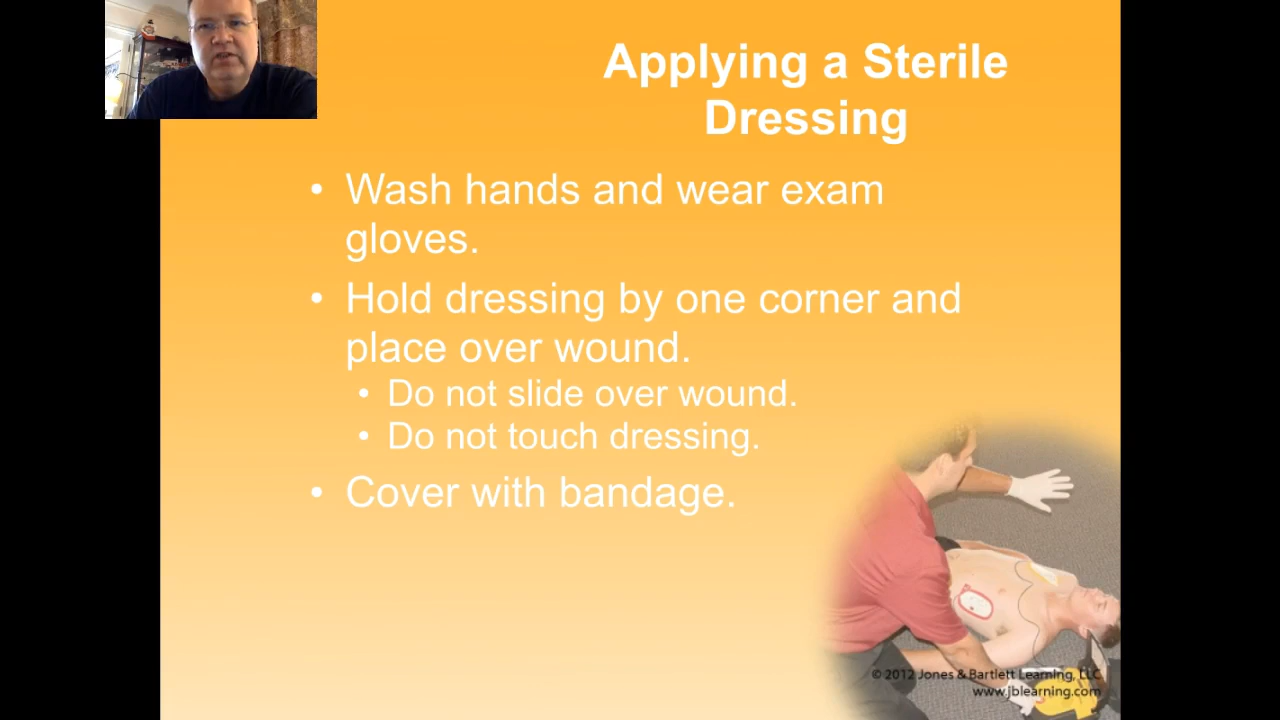 Applying a Sterile
Dressing
• Wash hands and wear exam
gloves.
• Hold dressing by one corner and
place over wound.
• Do not slide over wound.
• Do not touch dressing.
• Cover with bandage.
© 2012 Jones & Bartlett Learning, LLC
www.jblearning.com